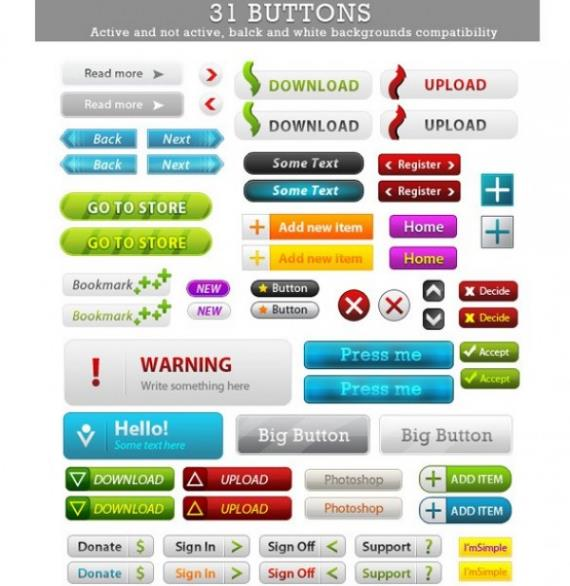 31 BUTTONS
Active and not active, balck and white backgrounds compatibility
Read more
DOWNLOAD
UPLOAD
Read more
DOWNLOAD
UPLOAD
Back
Next
Back
Next
Some Text
< Register >
Some Text
< Register >
GO TO STORE
GO TO STORE
+ Add new item
Home
+ Add new item
Home
Bookmark
NEW
Button
Decide
Bookmark
NEW
Button
Decide
! WARNING
Write something here
Press me
Accept
Press me
Accept
Hello!
Some text here
Big Button
Big Button
DOWNLOAD
UPLOAD
Photoshop
+ ADD ITEM
DOWNLOAD
UPLOAD
Photoshop
+ ADD ITEM
Donate $
Sign In >
Sign Off <
Support ?
I'mSimple
Donate $
Sign In >
Sign Off <
Support ?
I'mSimple